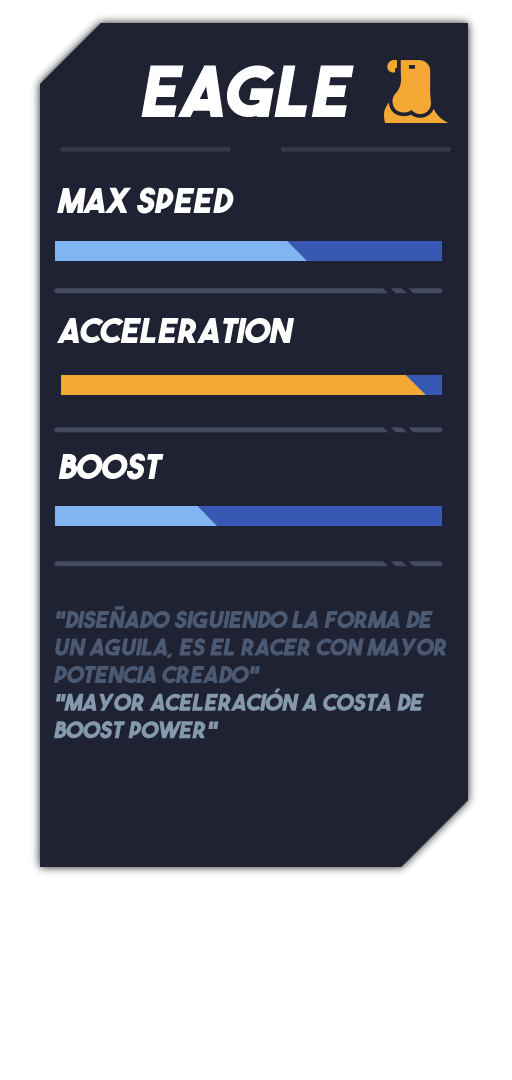 EAGLE
MAX SPEED
ACCELERATION
BOOST
"DISEÑADO SIGUIENDO LA FORMA DE
UN AGUILA, ES EL RACER CON MAYOR
POTENCIA CREADO"
"MAYOR ACELERACIÓN A COSTA DE
BOOST POWER"